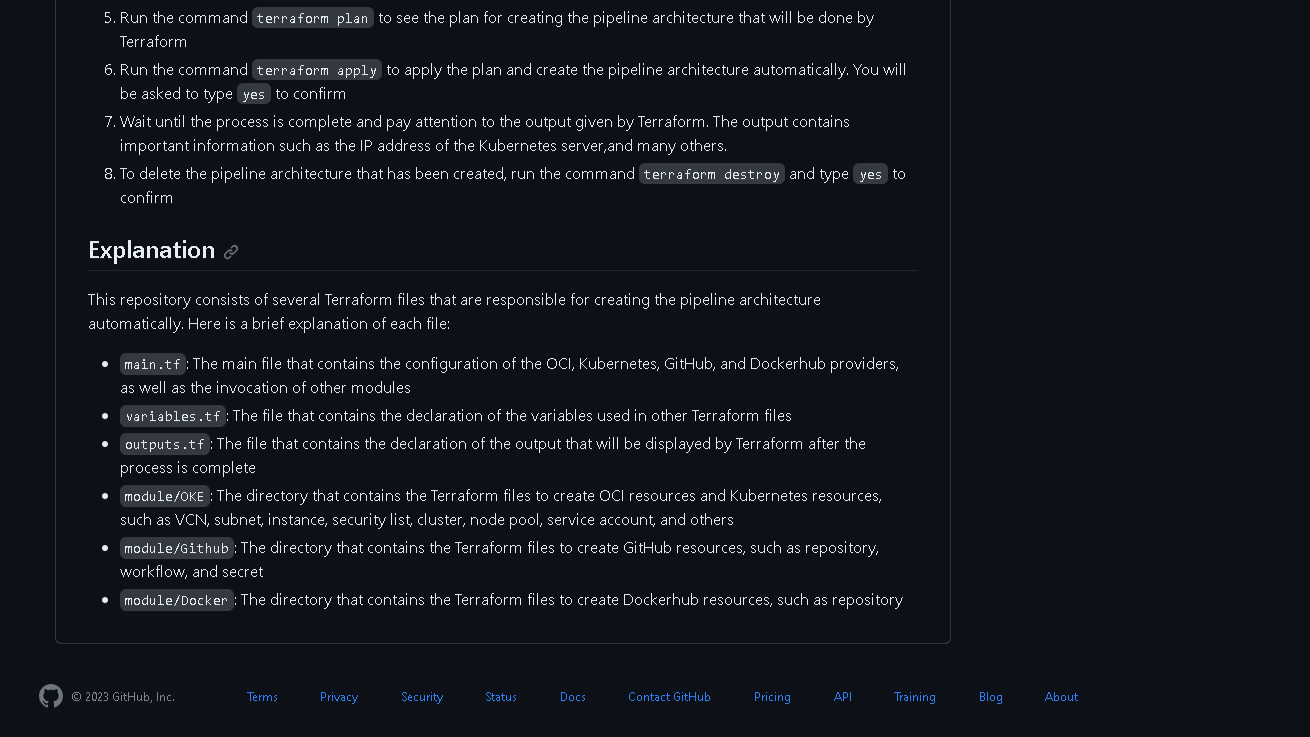 5. Run the command terraform plan to see the plan for creating the pipeline architecture that will be done by
Terraform
6. Run the command terraform apply to apply the plan and create the pipeline architecture automatically. You will
be asked to type yes to confirm
7. Wait until the process is complete and pay attention to the output given by Terraform. The output contains
important information such as the IP address of the Kubernetes server,and many others.
8. To delete the pipeline architecture that has been created, run the command terraform destroy and type yes to
confirm
Explanation
This repository consists of several Terraform files that are responsible for creating the pipeline architecture
automatically. Here is a brief explanation of each file:
• main.tf: The main file that contains the configuration of the OCI, Kubernetes, GitHub, and Dockerhub providers,
as well as the invocation of other modules
• variables.tf: The file that contains the declaration of the variables used in other Terraform files
• outputs.tf: The file that contains the declaration of the output that will be displayed by Terraform after the
process is complete
• module/OKE: The directory that contains the Terraform files to create OCI resources and Kubernetes resources,
such as VCN, subnet, instance, security list, cluster, node pool, service account, and others
• module/Github: The directory that contains the Terraform files to create GitHub resources, such as repository,
workflow, and secret
• module/Docker: The directory that contains the Terraform files to create Dockerhub resources, such as repository
© 2023 GitHub, Inc. Terms Privacy Security Status Docs Contact GitHub Pricing API Training Blog About